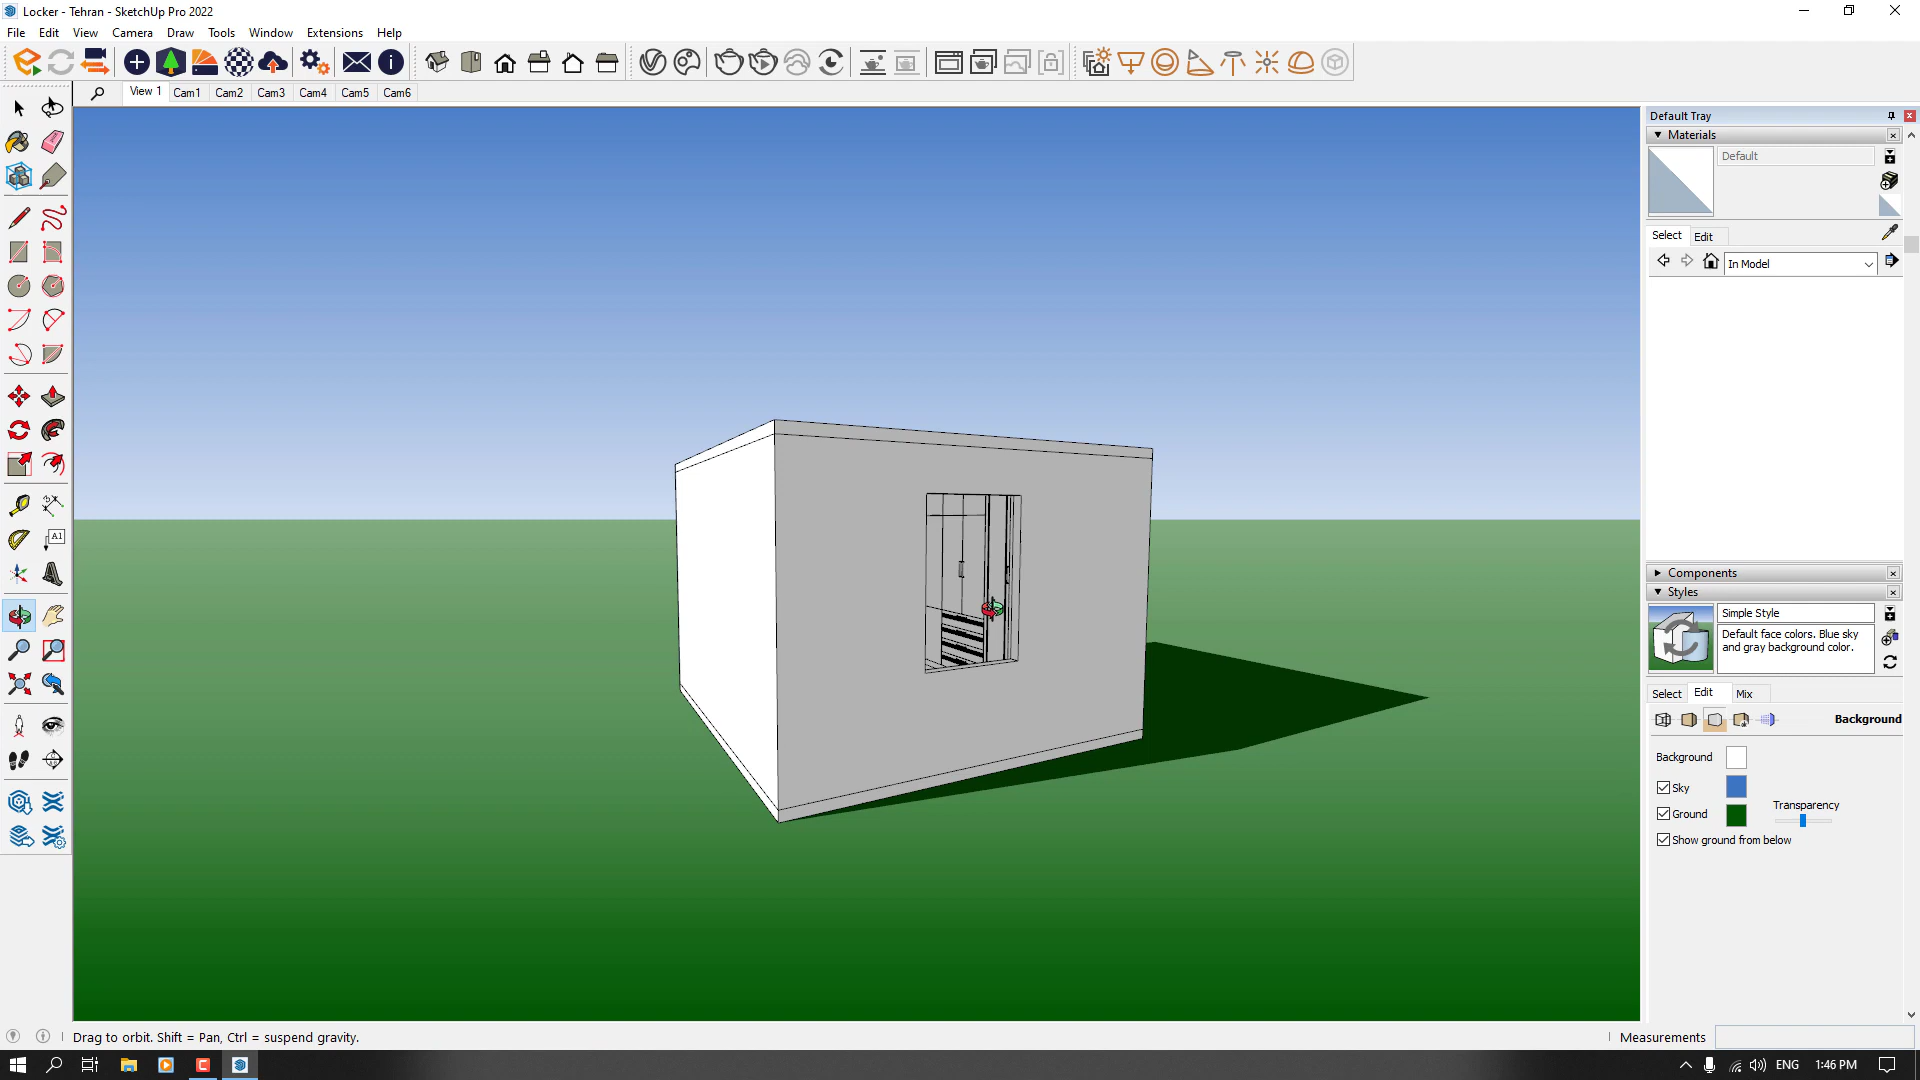 Locker - Tehran - SketchUp Pro 2022
File Edit View Camera Draw Tools Window Extensions Help
View 1 Cam1 Cam2 Cam3 Cam4 Cam5 Cam6
Default Tray
Materials
Default
Select Edit
In Model
A1
Components
Styles
Simple Style
Default face colors. Blue sky
and gray background color.
Select Edit Mix
Background
Background
Sky
Transparency
Ground
Show ground from below
Drag to orbit. Shift = Pan, Ctrl = suspend gravity.
Measurements
ENG 1:46 PM